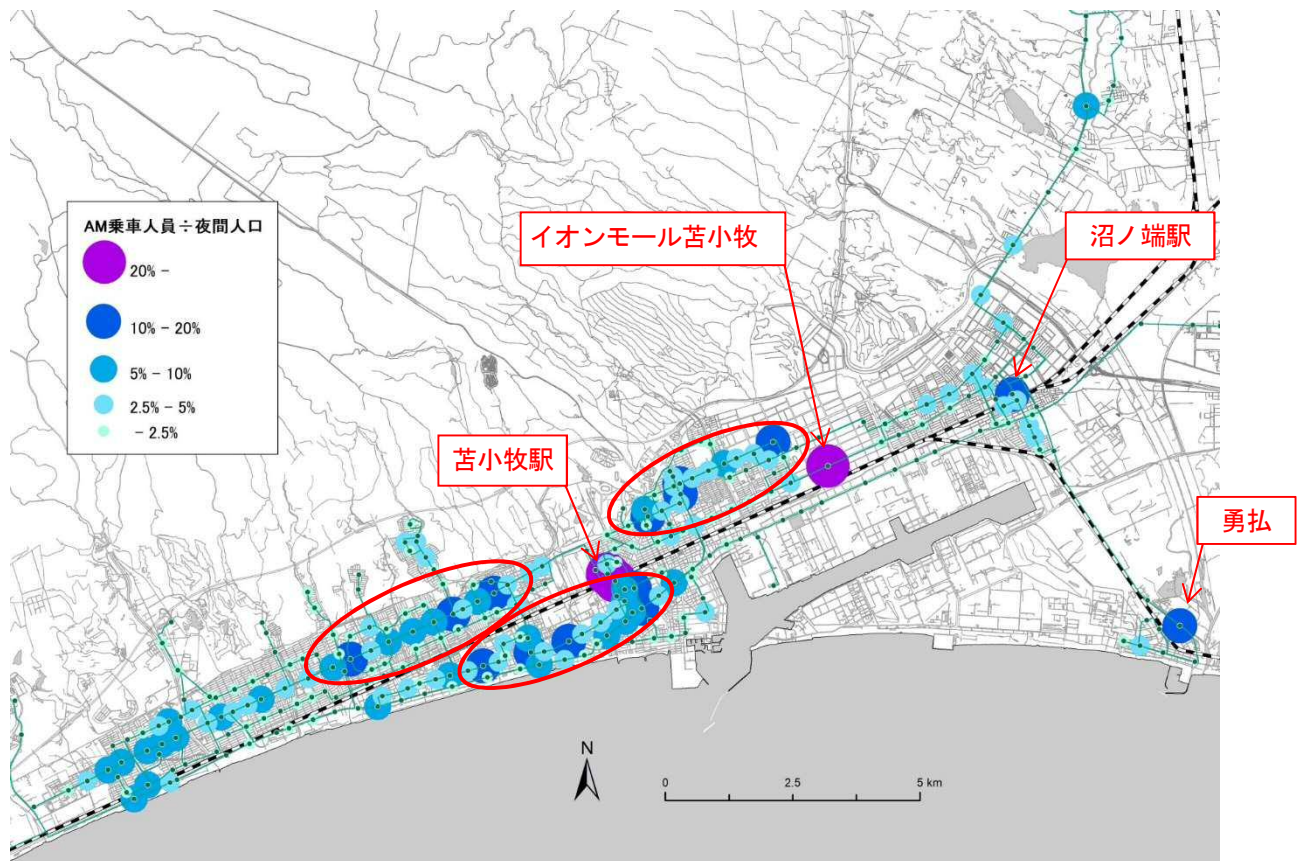 AM乗車人員÷夜間人口
20% -
10% - 20%
5% - 10%
2.5% - 5%
- 2.5%
イオンモール苫小牧
沼ノ端駅
苫小牧駅
勇払
N
0 2.5 5 km